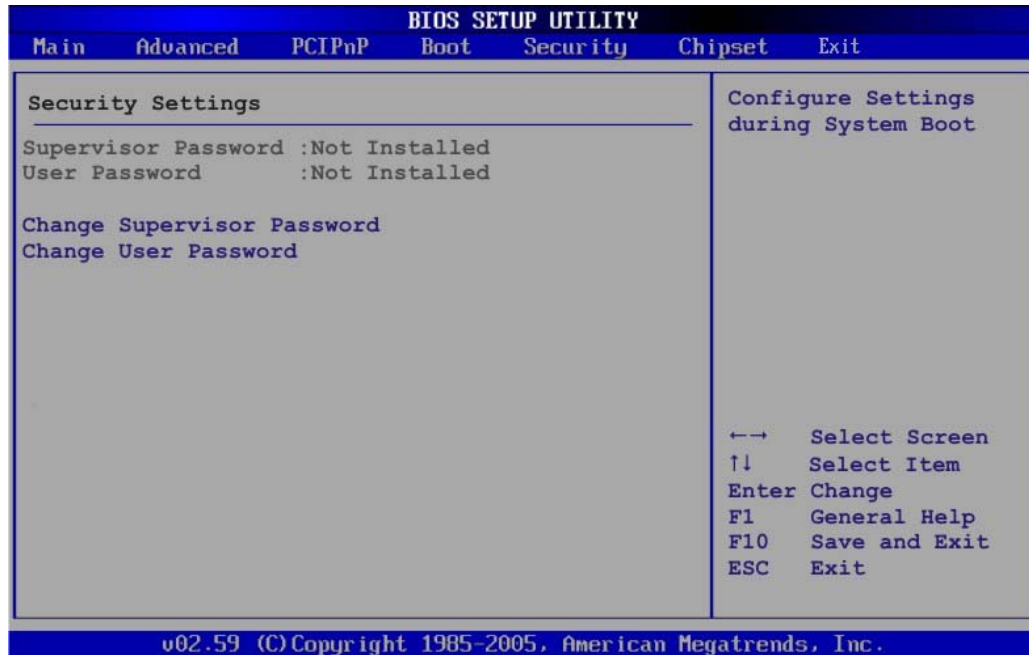 BIOS SETUP UTILITY
Main Advanced PCIPnP Boot Security Chipset Exit
Security Settings
Supervisor Password :Not Installed
User Password :Not Installed
Change Supervisor Password
Change User Password
Configure Settings
during System Boot
←→ Select Screen
↑↓ Select Item
Enter Change
F1 General Help
F10 Save and Exit
ESC Exit
v02.59 (C)Copyright 1985-2005, American Megatrends, Inc.